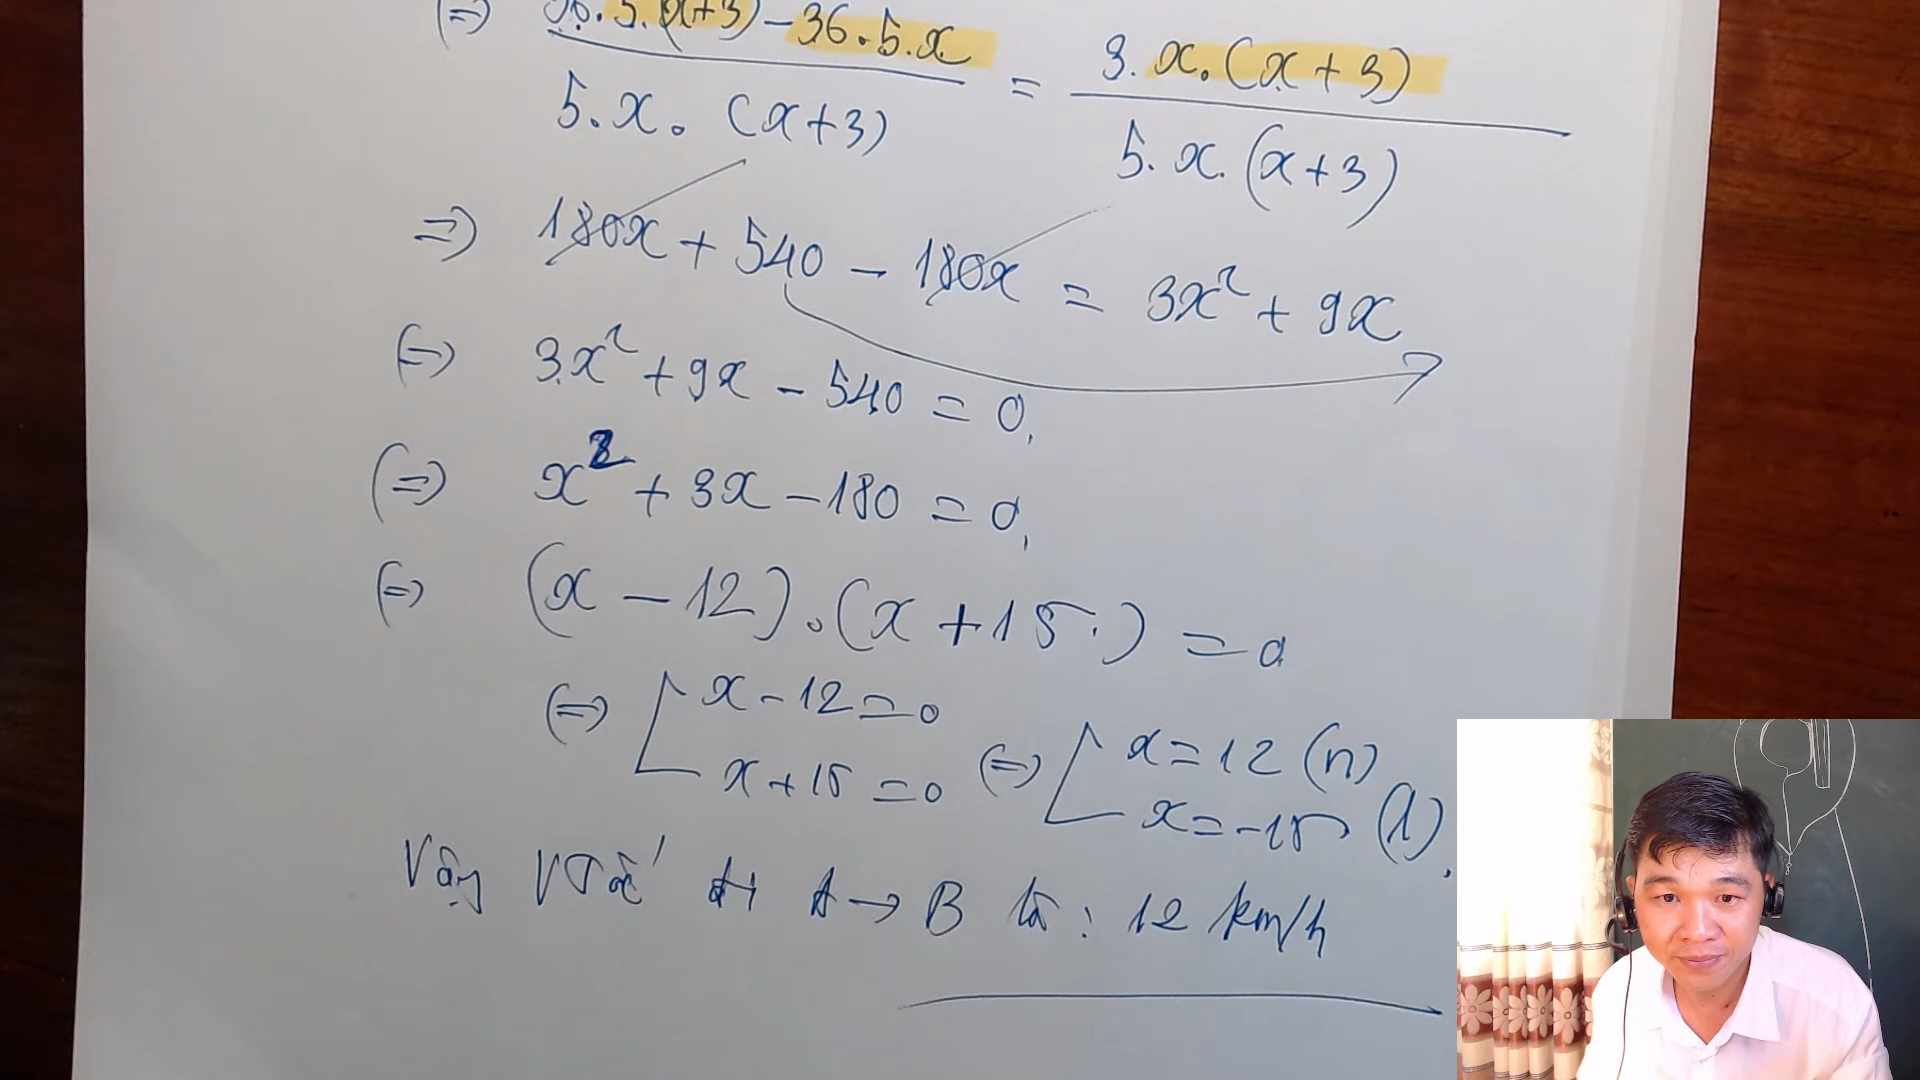 (=) 36.5.(x+3) - 36.5.x = 3.x.(x+3)
5.x.(x+3) 5.x.(x+3)
=) 180x + 540 - 180x = 3x² + 9x
(=) 3x² + 9x - 540 = 0,
(=) x² + 3x - 180 = 0,
(=) (x - 12).(x + 15) = 0
(=) [ x - 12 = 0 (=) [ x = 12 (n)
x + 15 = 0 x = -15 (l).
Vậy vtốc đi A → B là : 12 km/h